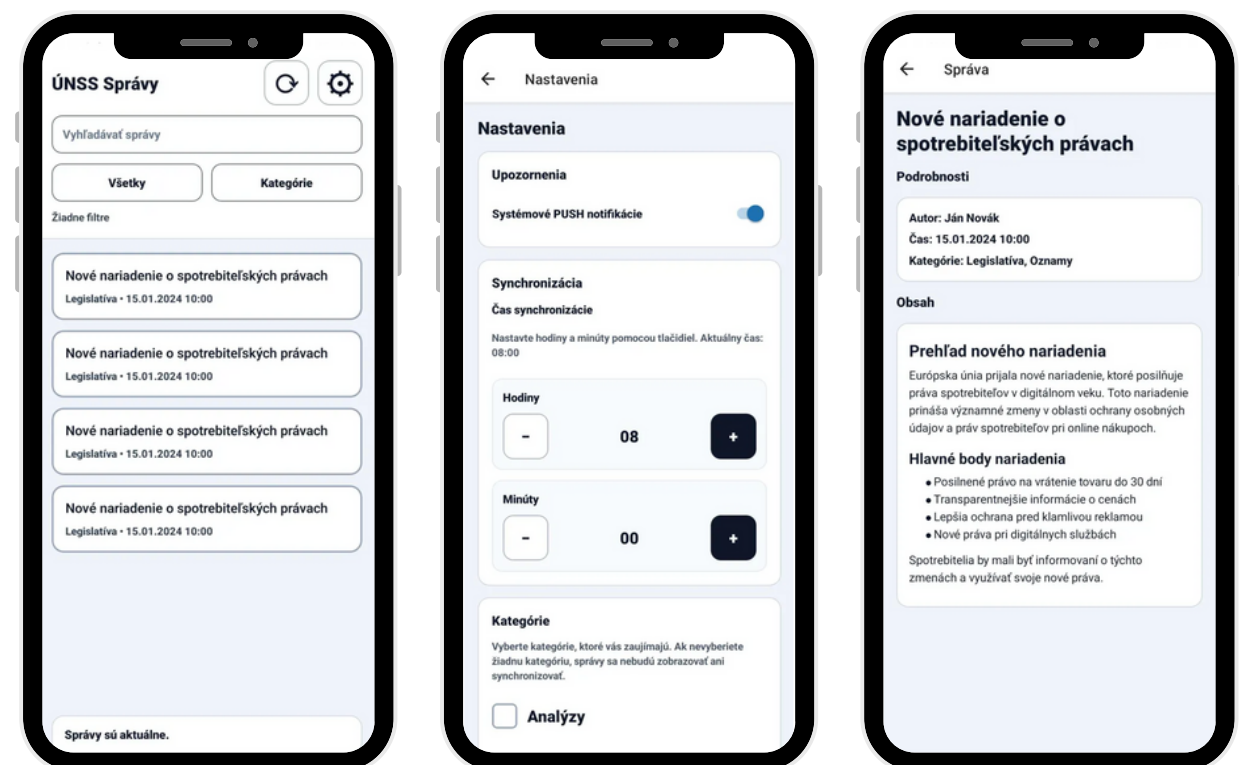 ÚNSS Správy
Vyhľadávať správy
Všetky
Kategórie
Žiadne filtre
Nové nariadenie o spotrebiteľských právach
Legislatíva • 15.01.2024 10:00
Nové nariadenie o spotrebiteľských právach
Legislatíva • 15.01.2024 10:00
Nové nariadenie o spotrebiteľských právach
Legislatíva • 15.01.2024 10:00
Nové nariadenie o spotrebiteľských právach
Legislatíva • 15.01.2024 10:00
Správy sú aktuálne.
Nastavenia
Nastavenia
Upozornenia
Systémové PUSH notifikácie
Synchronizácia
Čas synchronizácie
Nastavte hodiny a minúty pomocou tlačidiel. Aktuálny čas:
08:00
Hodiny
- 08 +
Minúty
- 00 +
Kategórie
Vyberte kategórie, ktoré vás zaujímajú. Ak nevyberiete
žiadnu kategóriu, správy sa nebudú zobrazovať ani
synchronizovať.
Analýzy
Správa
Nové nariadenie o
spotrebiteľských právach
Podrobnosti
Autor: Ján Novák
Čas: 15.01.2024 10:00
Kategórie: Legislatíva, Oznamy
Obsah
Prehľad nového nariadenia
Európska únia prijala nové nariadenie, ktoré posilňuje
práva spotrebiteľov v digitálnom veku. Toto nariadenie
prináša významné zmeny v oblasti ochrany osobných
údajov a práv spotrebiteľov pri online nákupoch.
Hlavné body nariadenia
• Posilnené právo na vrátenie tovaru do 30 dní
• Transparentnejšie informácie o cenách
• Lepšia ochrana pred klamlivou reklamou
• Nové práva pri digitálnych službách
Spotrebitelia by mali byť informovaní o týchto
zmenách a využívať svoje nové práva.